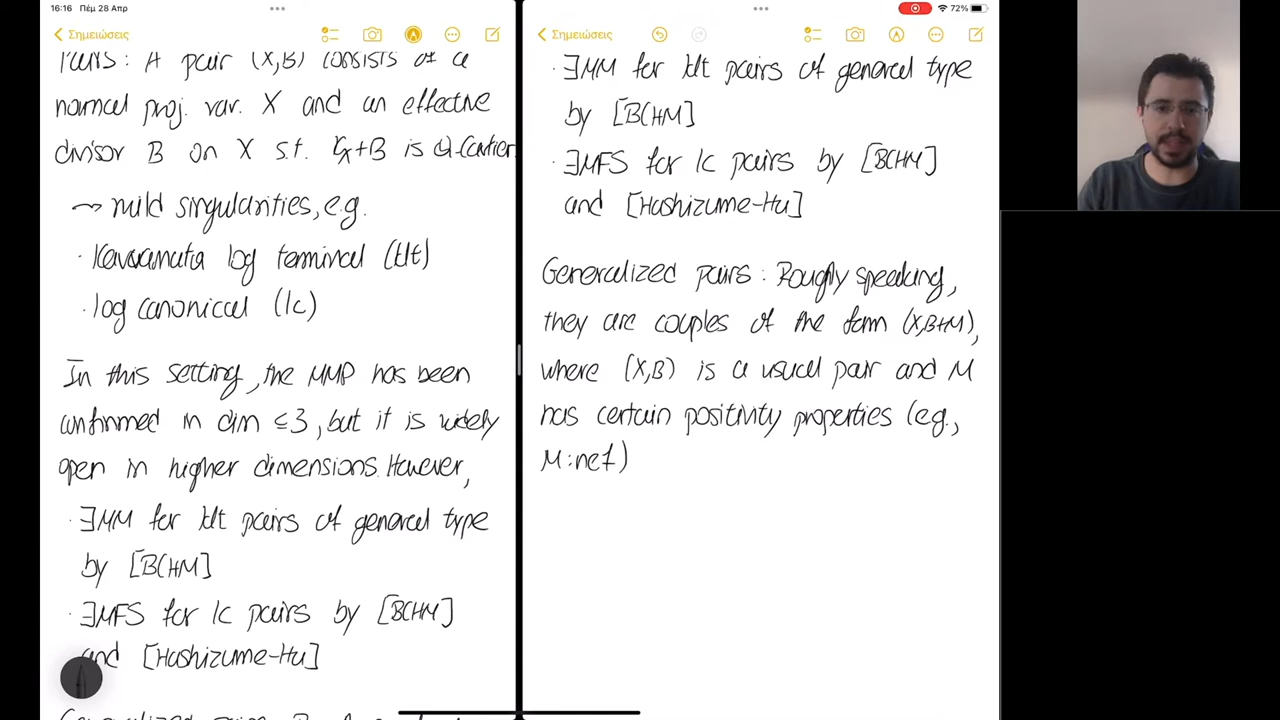 16:16 Πέμ 28 Απρ
Σημειώσεις
Pairs: A pair (X,B) consists of a
normal proj. var. X and an effective
divisor B on X s.t. Kx+B is Q-Cartier.
⇝ mild singularities, e.g.
· Kawamata log terminal (klt)
· log canonical (lc)
In this setting, the MMP has been
confirmed in dim ≤3, but it is widely
open in higher dimensions. However,
· ∃MM for klt pairs of general type
by [BCHM]
· ∃MFS for lc pairs by [BCHM]
and [Hashizume-Hu]
72%
Σημειώσεις
· ∃MM for klt pairs of general type
by [BCHM]
· ∃MFS for lc pairs by [BCHM]
and [Hashizume-Hu]
Generalized pairs: Roughly speaking,
they are couples of the form (X,B+M),
where (X,B) is a usual pair and M
has certain positivity properties (e.g.,
M:nef)